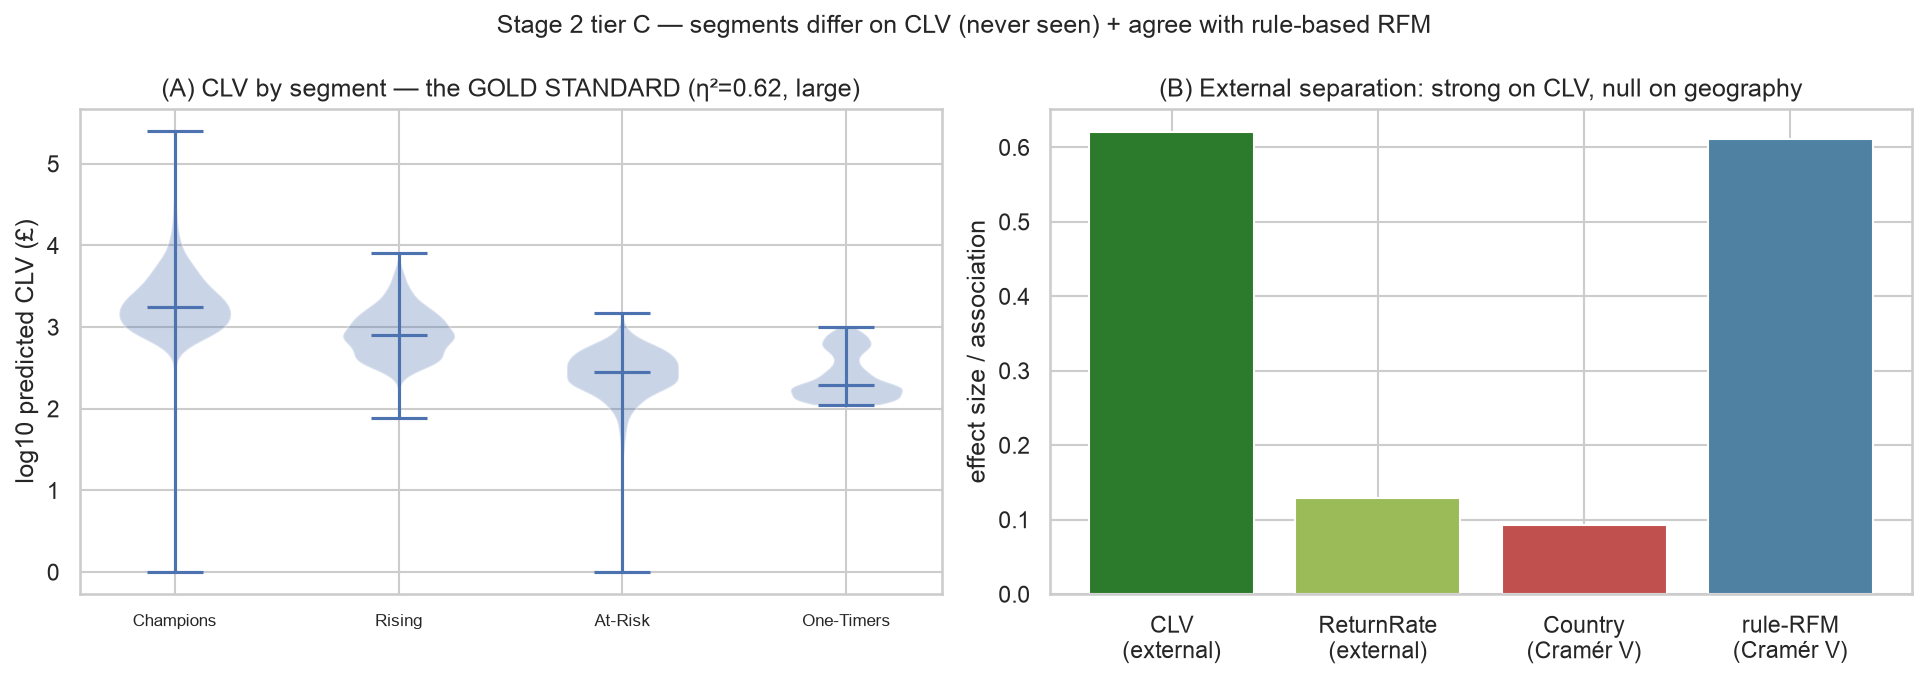 Stage 2 tier C — segments differ on CLV (never seen) + agree with rule-based RFM
(A) CLV by segment — the GOLD STANDARD (η²=0.62, large)
log10 predicted CLV (£)
5
4
3
2
1
0
Champions
Rising
At-Risk
One-Timers
(B) External separation: strong on CLV, null on geography
effect size / association
0.6
0.5
0.4
0.3
0.2
0.1
0.0
CLV
(external)
ReturnRate
(external)
Country
(Cramér V)
rule-RFM
(Cramér V)